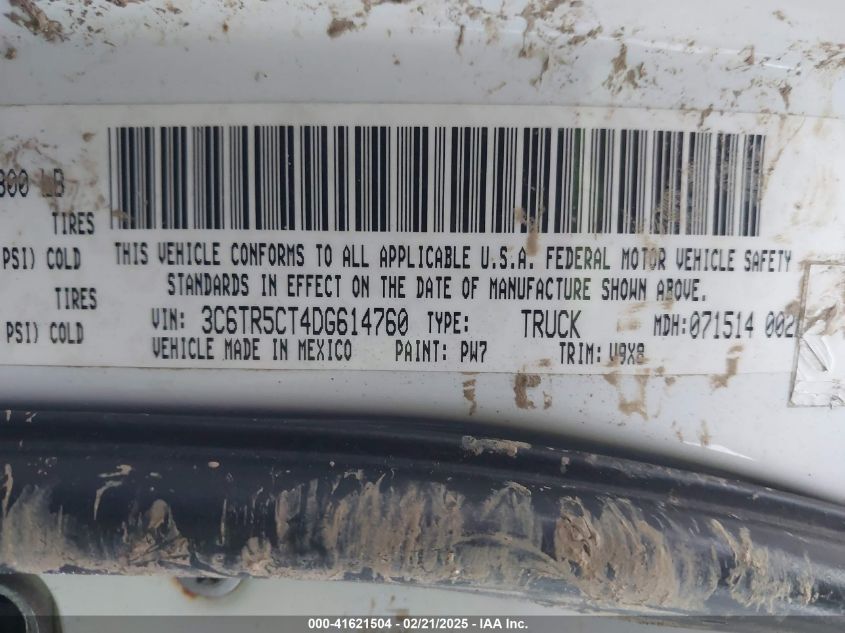 800 LB
TIRES
PSI) COLD
THIS VEHICLE CONFORMS TO ALL APPLICABLE U.S.A. FEDERAL MOTOR VEHICLE SAFETY
STANDARDS IN EFFECT ON THE DATE OF MANUFACTURE SHOWN ABOVE.
TIRES
VIN: 3C6TR5CT4DG614760 TYPE: TRUCK MDH:071514 002
PSI) COLD
VEHICLE MADE IN MEXICO PAINT: PW7 TRIM: V9X8
000-41621504 - 02/21/2025 - IAA Inc.